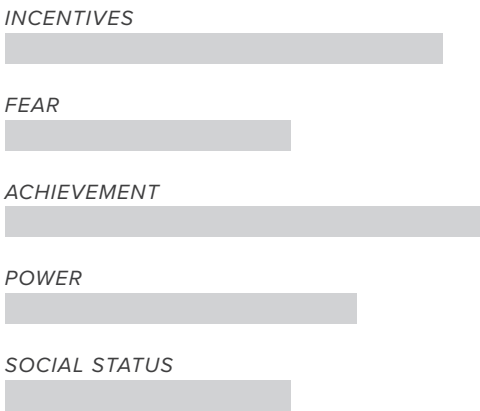 INCENTIVES
FEAR
ACHIEVEMENT
POWER
SOCIAL STATUS